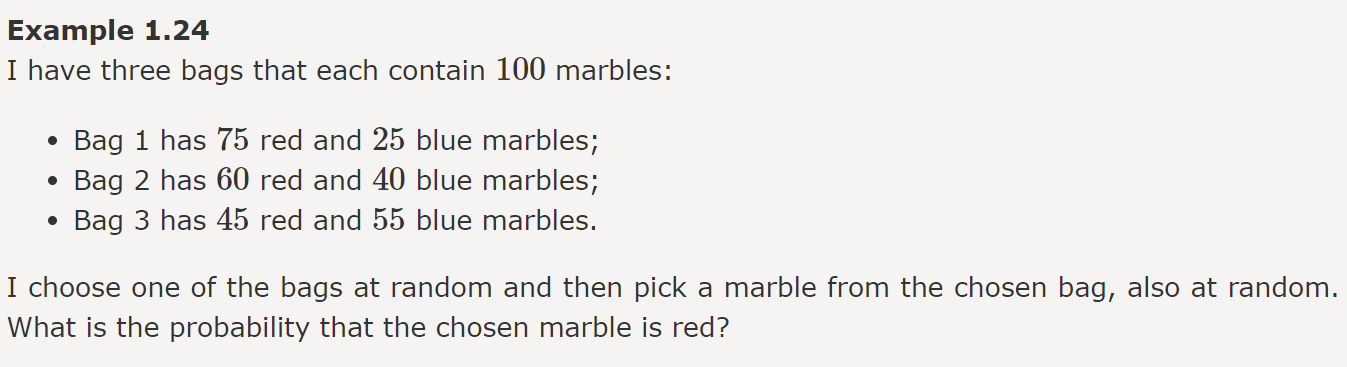 Example 1.24
I have three bags that each contain 100 marbles:
• Bag 1 has 75 red and 25 blue marbles;
• Bag 2 has 60 red and 40 blue marbles;
• Bag 3 has 45 red and 55 blue marbles.
I choose one of the bags at random and then pick a marble from the chosen bag, also at random.
What is the probability that the chosen marble is red?